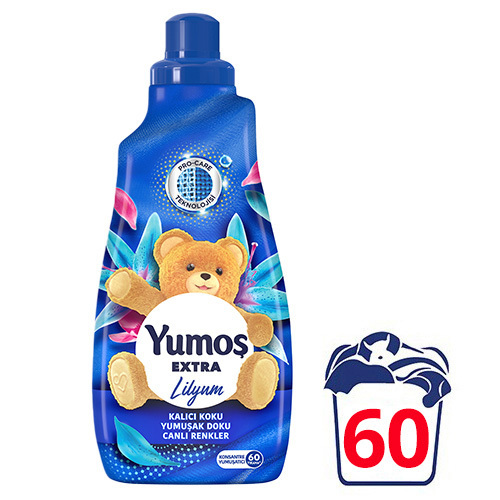 PRO-CARE
TEKNOLOJİSİ
Yumoş
EXTRA
Lilyum
KALICI KOKU
YUMUŞAK DOKU
CANLI RENKLER
KONSANTRE
YUMUŞATICI
60
60